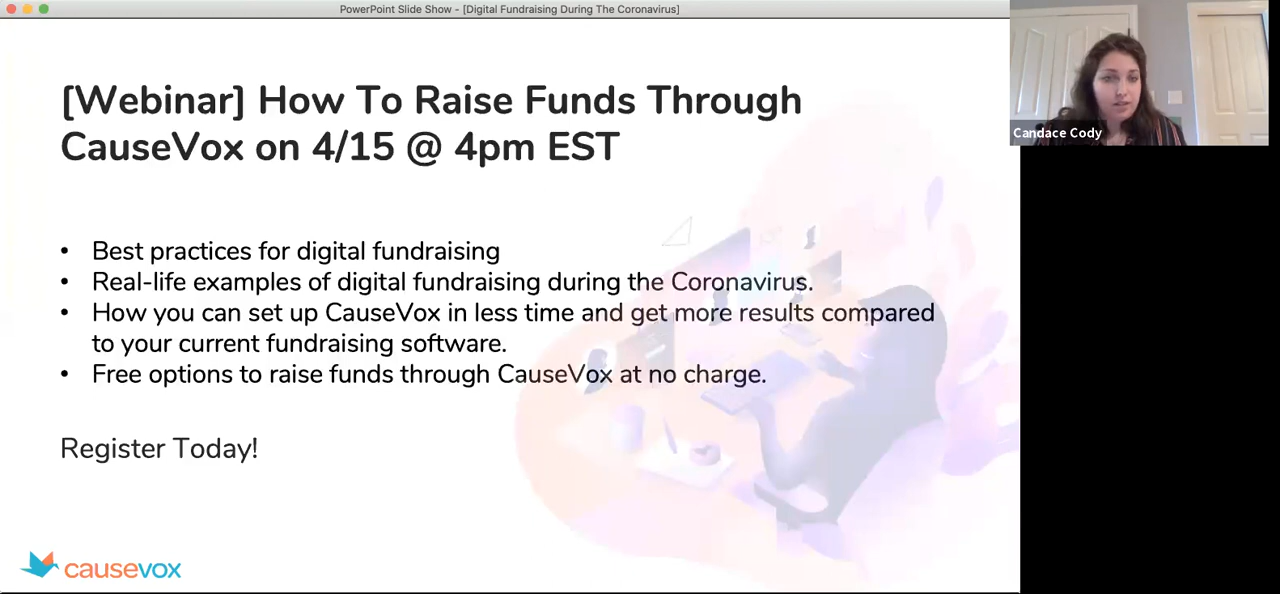 PowerPoint Slide Show - [Digital Fundraising During The Coronavirus]
[Webinar] How To Raise Funds Through
CauseVox on 4/15 @ 4pm EST
Candace Cody
• Best practices for digital fundraising
• Real-life examples of digital fundraising during the Coronavirus.
• How you can set up CauseVox in less time and get more results compared
to your current fundraising software.
• Free options to raise funds through CauseVox at no charge.
Register Today!
causevox